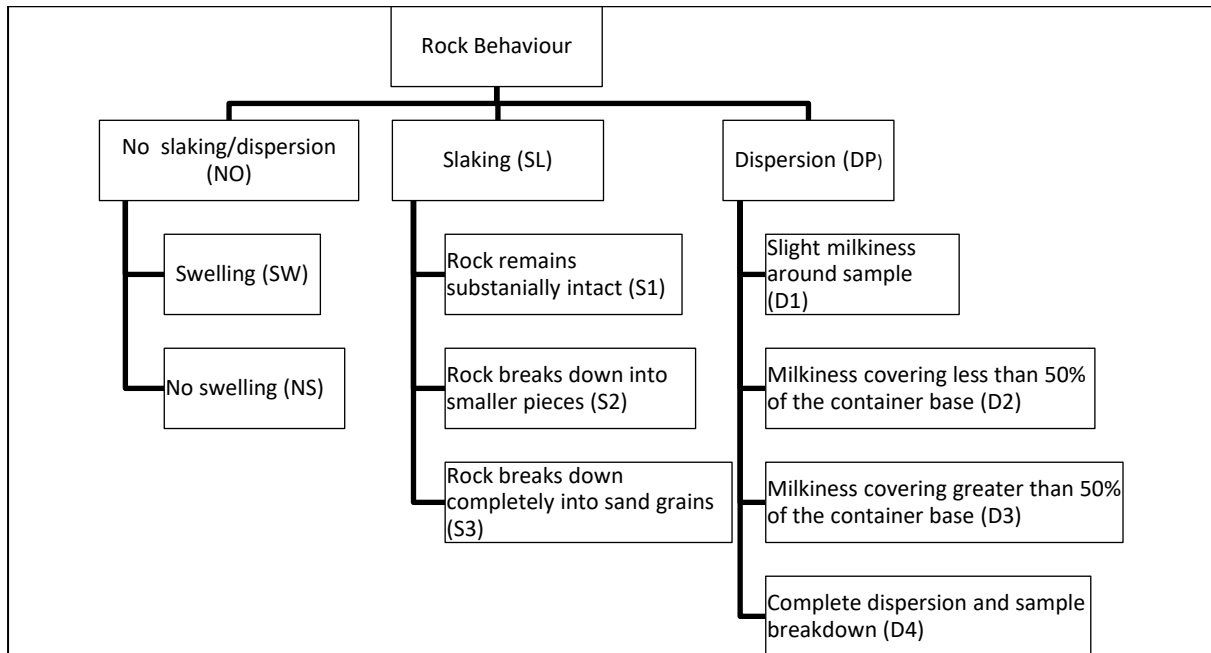 Rock Behaviour
No slaking/dispersion
(NO)
Swelling (SW)
No swelling (NS)
Slaking (SL)
Rock remains
substanially intact (S1)
Rock breaks down into
smaller pieces (S2)
Rock breaks down
completely into sand grains
(S3)
Dispersion (DP)
Slight milkiness
around sample
(D1)
Milkiness covering less than 50%
of the container base (D2)
Milkiness covering greater than 50%
of the container base (D3)
Complete dispersion and sample
breakdown (D4)